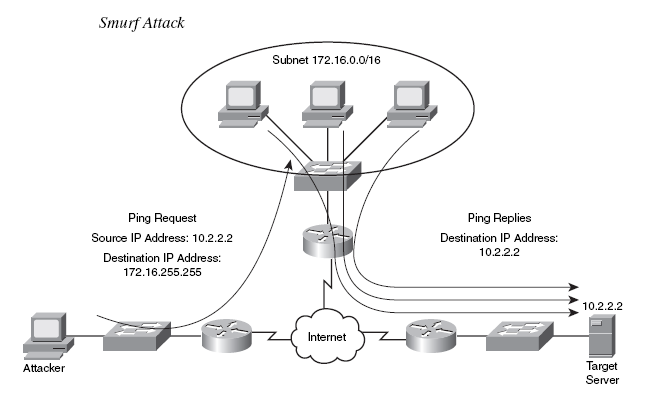 Smurf Attack
Subnet 172.16.0.0/16
Ping Request
Source IP Address: 10.2.2.2
Destination IP Address:
172.16.255.255
Ping Replies
Destination IP Address:
10.2.2.2
10.2.2.2
Internet
Attacker
Target
Server